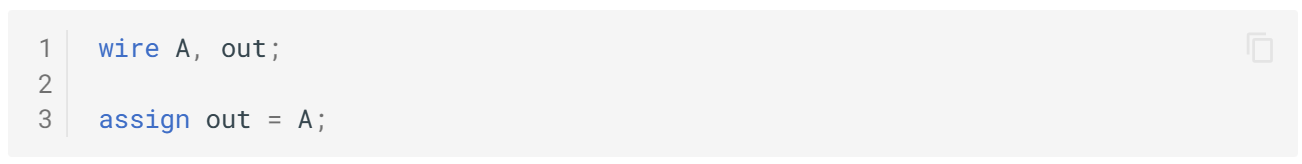 1 wire A, out;
2
3 assign out = A;